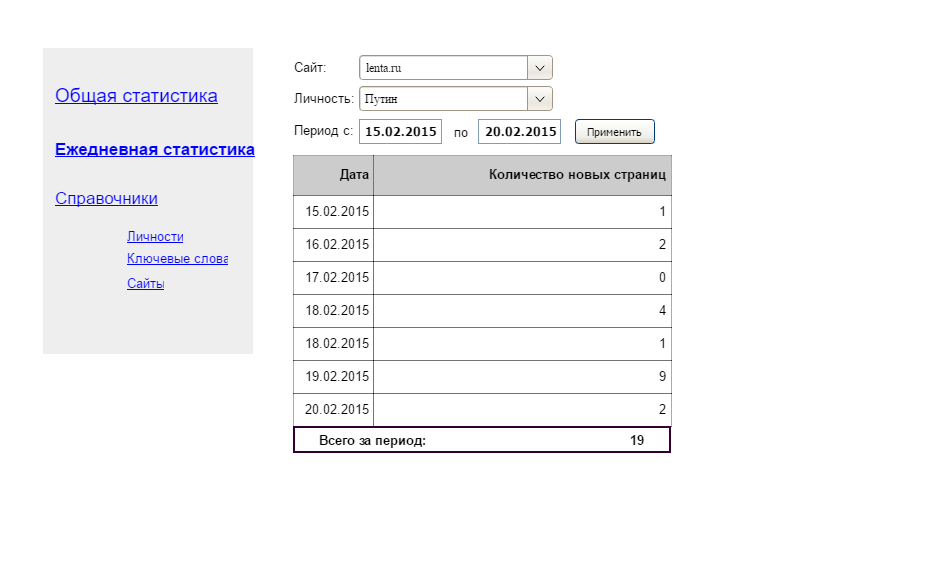 Общая статистика
Ежедневная статистика
Справочники
Личности
Ключевые слова
Сайты
Сайт: lenta.ru
Личность: Путин
Период с: 15.02.2015 по 20.02.2015 Применить
Дата Количество новых страниц
15.02.2015 1
16.02.2015 2
17.02.2015 0
18.02.2015 4
18.02.2015 1
19.02.2015 9
20.02.2015 2
Всего за период: 19